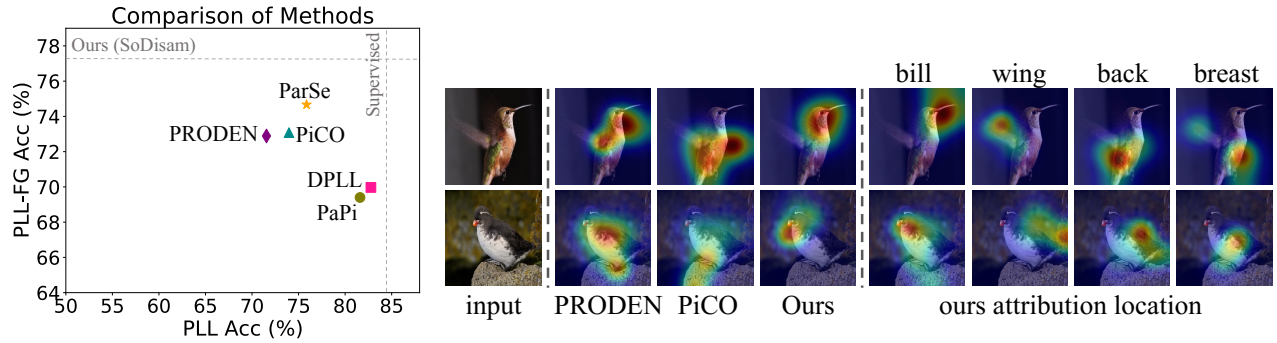 Comparison of Methods
PLL-FG Acc (%)
78
76
74
72
70
68
66
64
Ours (SoDisam)
Supervised
ParSe
PRODEN
PiCO
DPLL
PaPi
50 55 60 65 70 75 80 85
PLL Acc (%)
bill wing back breast
input PRODEN PiCO Ours ours attribution location